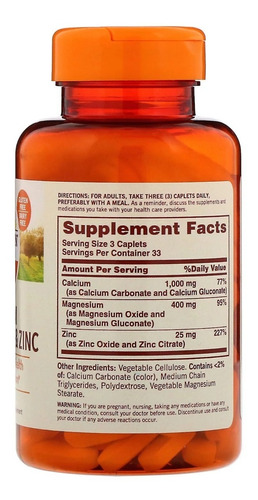 GLUTEN
FREE
DAIRY
FREE
& ZINC
DIRECTIONS: FOR ADULTS, TAKE THREE (3) CAPLETS DAILY,
PREFERABLY WITH A MEAL. As a reminder, discuss the supplements and
medications you take with your health care providers.
Supplement Facts
Serving Size 3 Caplets
Servings Per Container 33
Amount Per Serving %Daily Value
Calcium 1,000 mg 77%
(as Calcium Carbonate and Calcium Gluconate)
Magnesium 400 mg 95%
(as Magnesium Oxide and
Magnesium Gluconate)
Zinc 25 mg 227%
(as Zinc Oxide and Zinc Citrate)
Other Ingredients: Vegetable Cellulose. Contains <2%
of: Calcium Carbonate (color), Medium Chain
Triglycerides, Polydextrose, Vegetable Magnesium
Stearate.
WARNING: If you are pregnant, nursing, taking any medications or have any
medical condition, consult your doctor before use. Discontinue use and consult
your doctor if any adverse reactions occur.